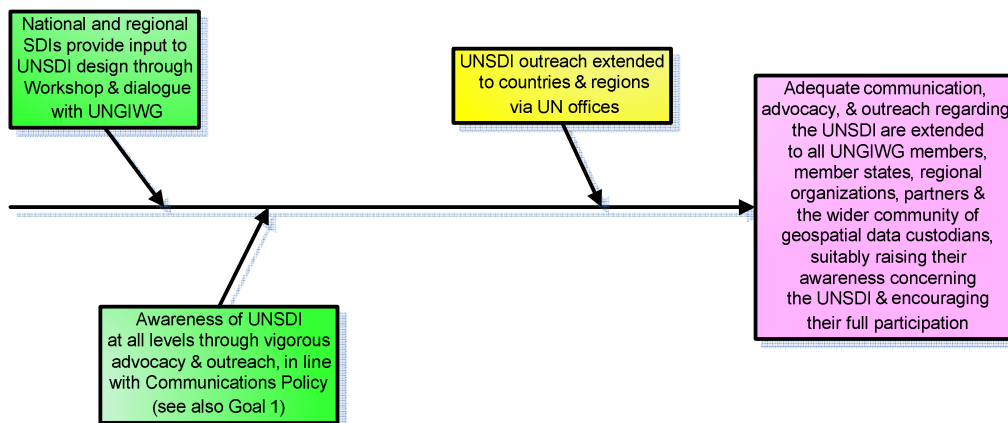 National and regional
SDIs provide input to
UNSDI design through
Workshop & dialogue
with UNGIWG
UNSDI outreach extended
to countries & regions
via UN offices
Adequate communication,
advocacy, & outreach regarding
the UNSDI are extended
to all UNGIWG members,
member states, regional
organizations, partners &
the wider community of
geospatial data custodians,
suitably raising their
awareness concerning
the UNSDI & encouraging
their full participation
Awareness of UNSDI
at all levels through vigorous
advocacy & outreach, in line
with Communications Policy
(see also Goal 1)